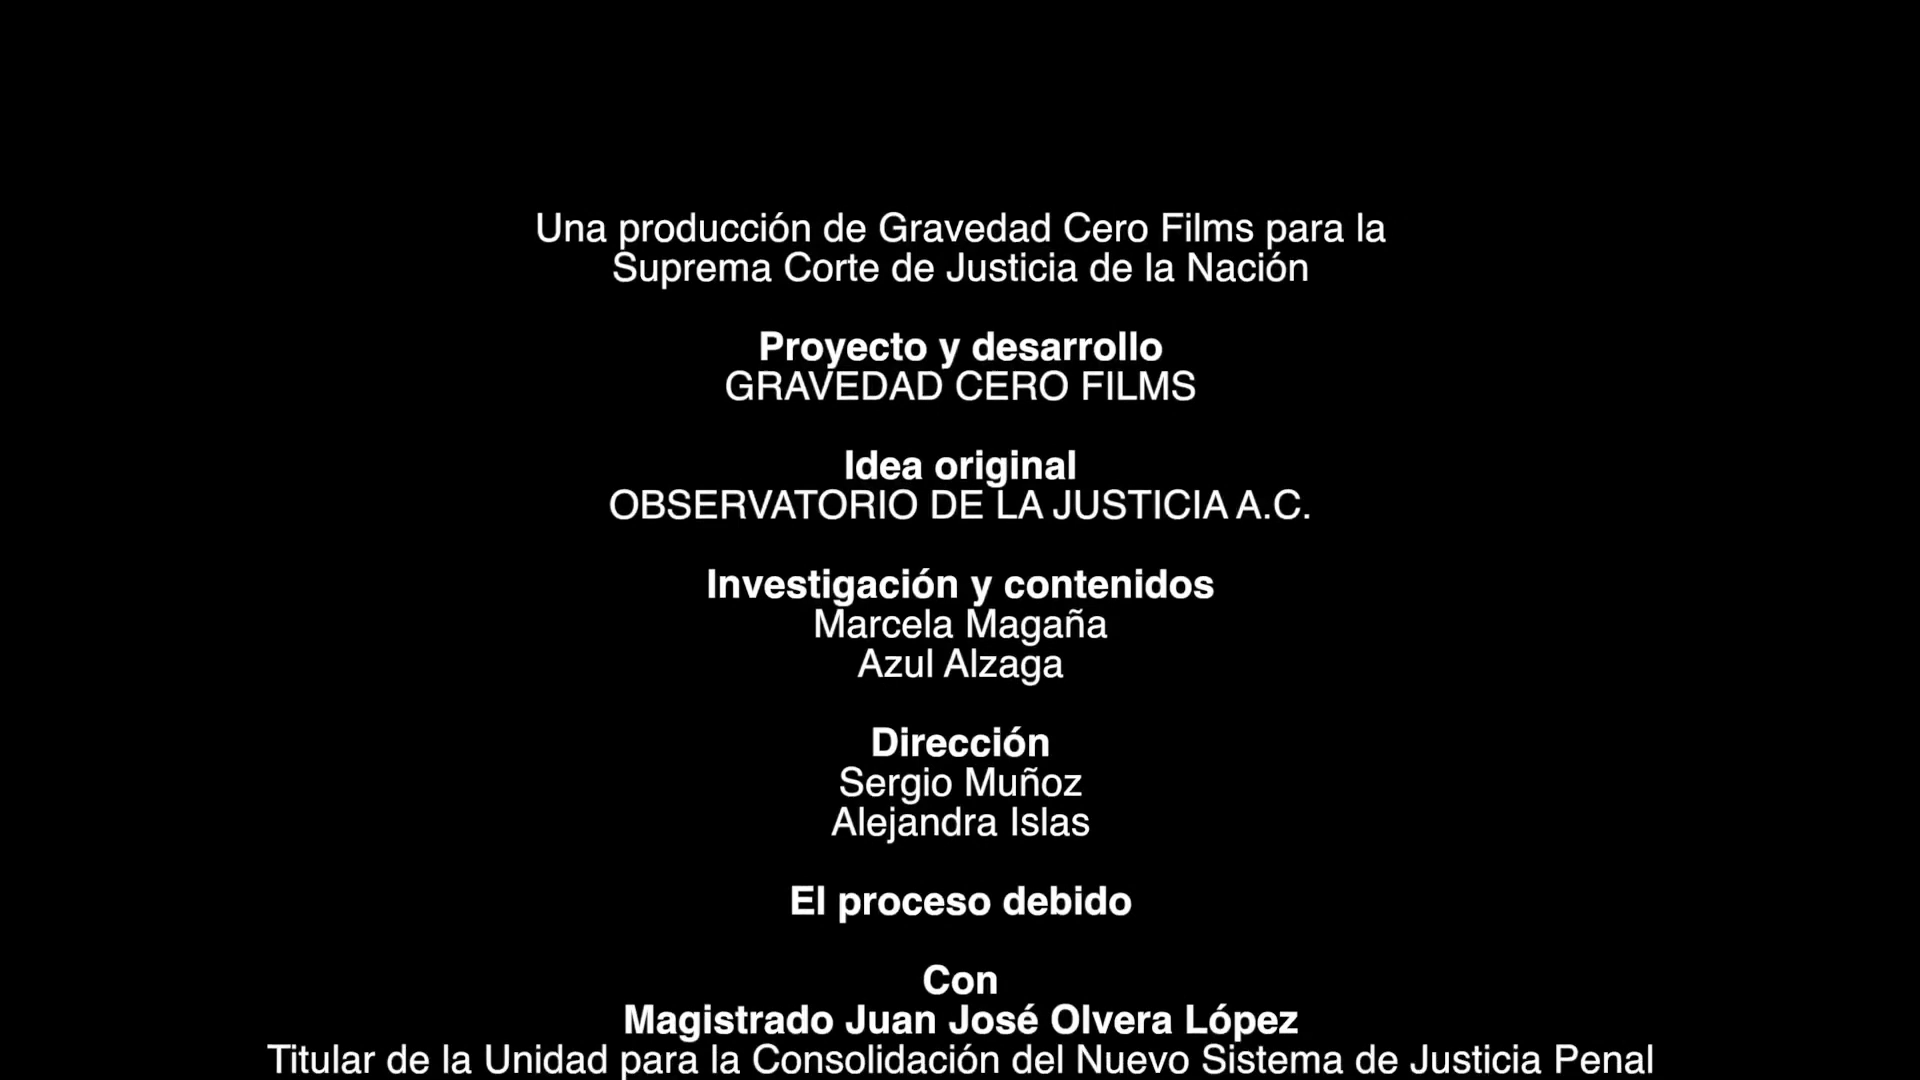 Una producción de Gravedad Cero Films para la
Suprema Corte de Justicia de la Nación
Proyecto y desarrollo
GRAVEDAD CERO FILMS
Idea original
OBSERVATORIO DE LA JUSTICIA A.C.
Investigación y contenidos
Marcela Magaña
Azul Alzaga
Dirección
Sergio Muñoz
Alejandra Islas
El proceso debido
Con
Magistrado Juan José Olvera López
Titular de la Unidad para la Consolidación del Nuevo Sistema de Justicia Penal